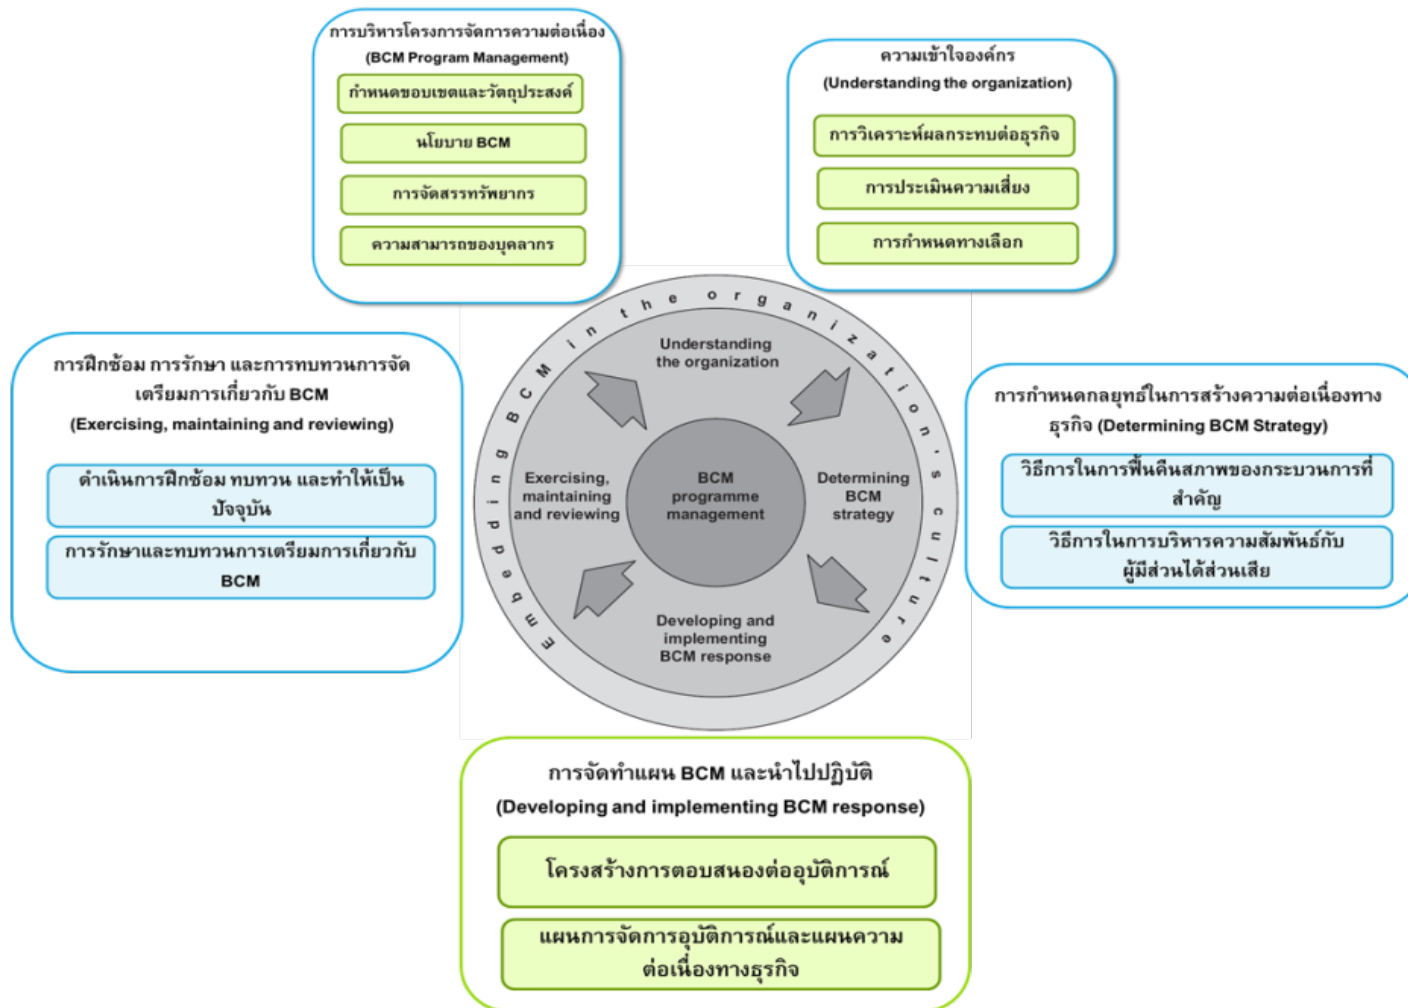 การบริหารโครงการจัดการความต่อเนื่อง
(BCM Program Management)
กำหนดขอบเขตและวัตถุประสงค์
นโยบาย BCM
การจัดสรรทรัพยากร
ความสามารถของบุคลากร
ความเข้าใจองค์กร
(Understanding the organization)
การวิเคราะห์ผลกระทบต่อธุรกิจ
การประเมินความเสี่ยง
การกำหนดทางเลือก
การฝึกซ้อม การรักษา และการทบทวนการจัด
เตรียมการเกี่ยวกับ BCM
(Exercising, maintaining and reviewing)
ดำเนินการฝึกซ้อม ทบทวน และทำให้เป็น
ปัจจุบัน
การรักษาและทบทวนการเตรียมการเกี่ยวกับ
BCM
Embedding BCM in the organization's culture
Understanding
the organization
Exercising,
maintaining
and reviewing
BCM
programme
management
Determining
BCM
strategy
Developing and
implementing
BCM response
การกำหนดกลยุทธ์ในการสร้างความต่อเนื่องทาง
ธุรกิจ (Determining BCM Strategy)
วิธีการในการฟื้นคืนสภาพของกระบวนการที่
สำคัญ
วิธีการในการบริหารความสัมพันธ์กับ
ผู้มีส่วนได้ส่วนเสีย
การจัดทำแผน BCM และนำไปปฏิบัติ
(Developing and implementing BCM response)
โครงสร้างการตอบสนองต่ออุบัติการณ์
แผนการจัดการอุบัติการณ์และแผนความ
ต่อเนื่องทางธุรกิจ